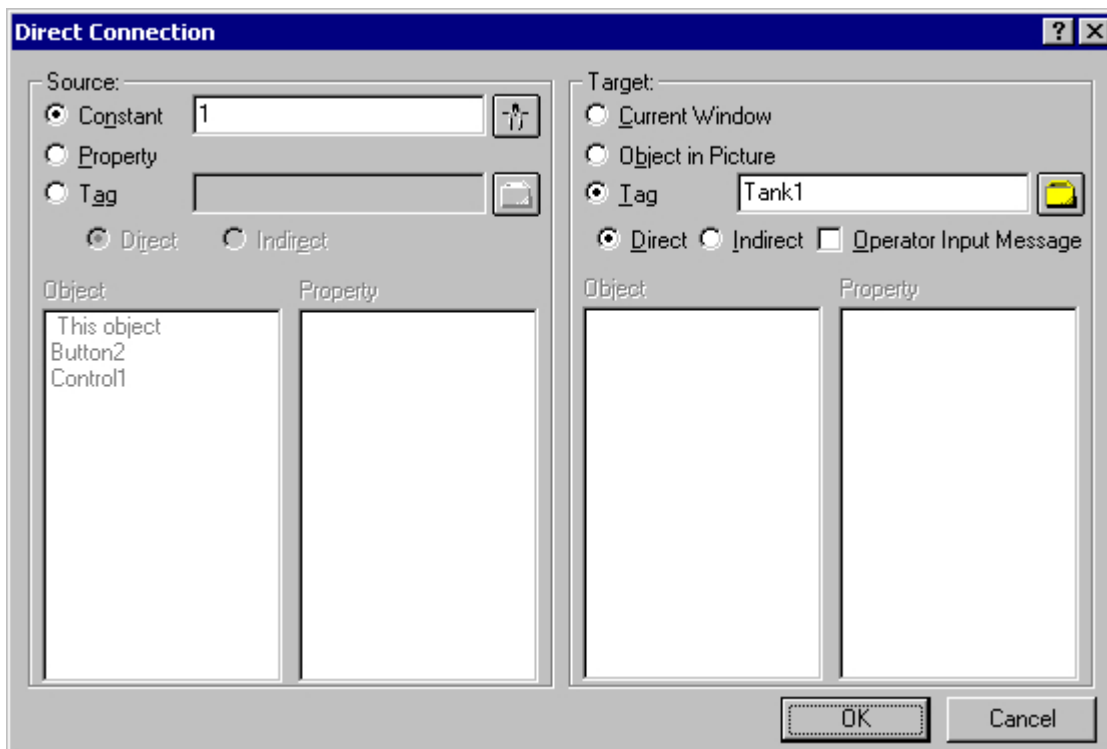 Direct Connection
Source:
Constant 1
Property
Tag
Direct Indirect
Object Property
This object
Button2
Control1
Target:
Current Window
Object in Picture
Tag Tank1
Direct Indirect Operator Input Message
Object Property
OK Cancel